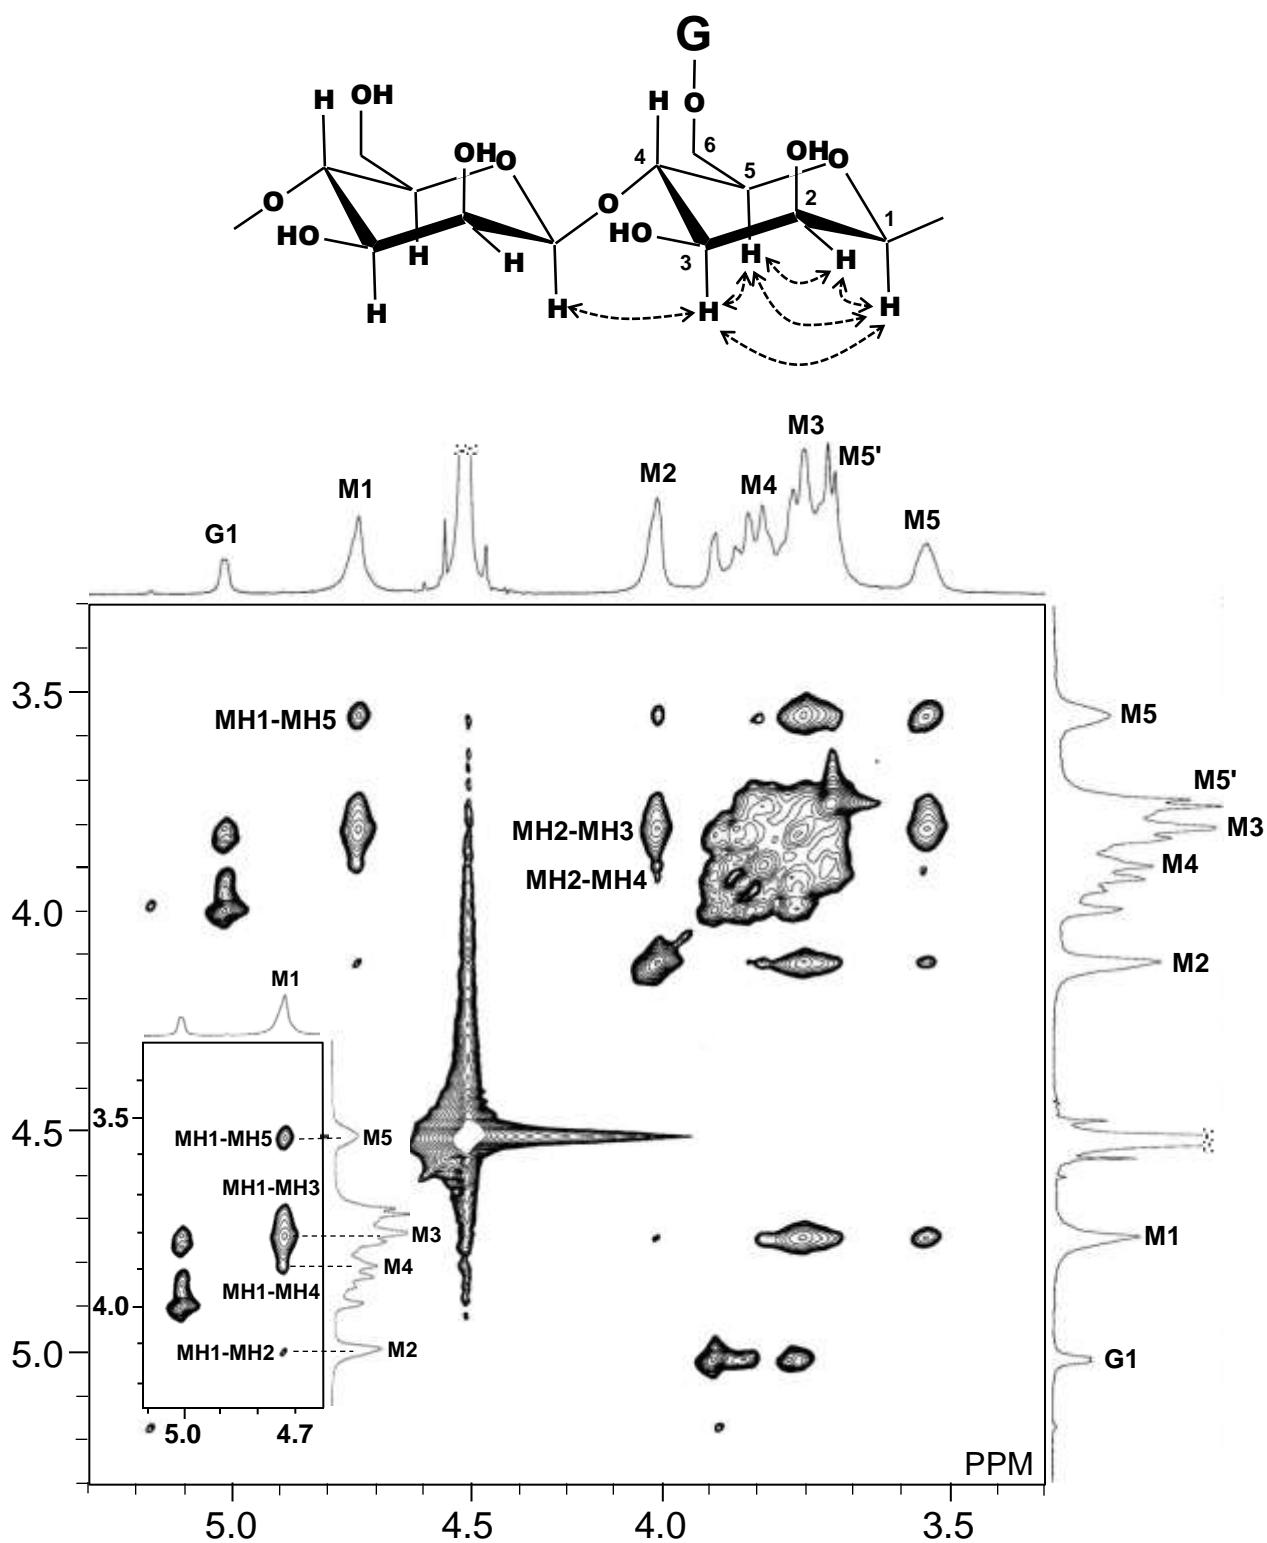 G
H OH H O
OH O 4 6 5 OH O
O O 2 1
HO H H HO 3 H H
H H H H
M3
M5'
M2 M4
M1
G1 M5
3.5 MH1-MH5 M5
M5'
MH2-MH3 M3
MH2-MH4 M4
4.0
M2
M1
3.5
4.5 MH1-MH5 M5
MH1-MH3
M3 M1
M4
MH1-MH4
4.0
MH1-MH2 M2
5.0 G1
5.0 4.7
PPM
5.0 4.5 4.0 3.5